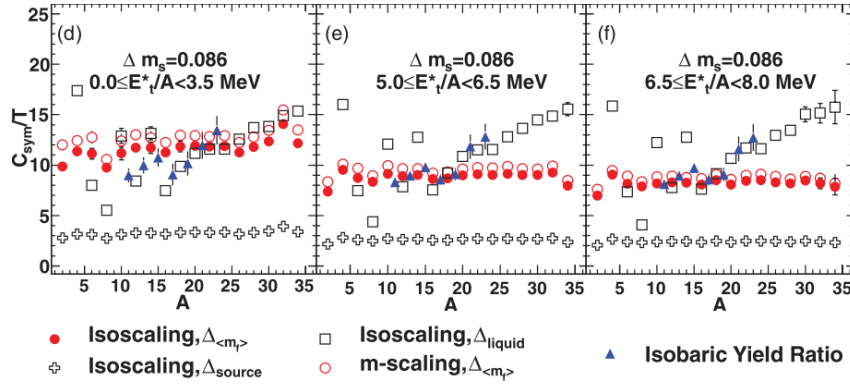 25
20
15
10
5
0
C_sym/T
(d)
Δ m_s=0.086
0.0≤E*_t/A<3.5 MeV
(e)
Δ m_s=0.086
5.0≤E*_t/A<6.5 MeV
(f)
Δ m_s=0.086
6.5≤E*_t/A<8.0 MeV
5 10 15 20 25 30 35
5 10 15 20 25 30 35
5 10 15 20 25 30 35
A
A
A
Isoscaling,Δ_<m_f>
Isoscaling,Δ_liquid
Isobaric Yield Ratio
Isoscaling,Δ_source
m-scaling,Δ_<m_f>